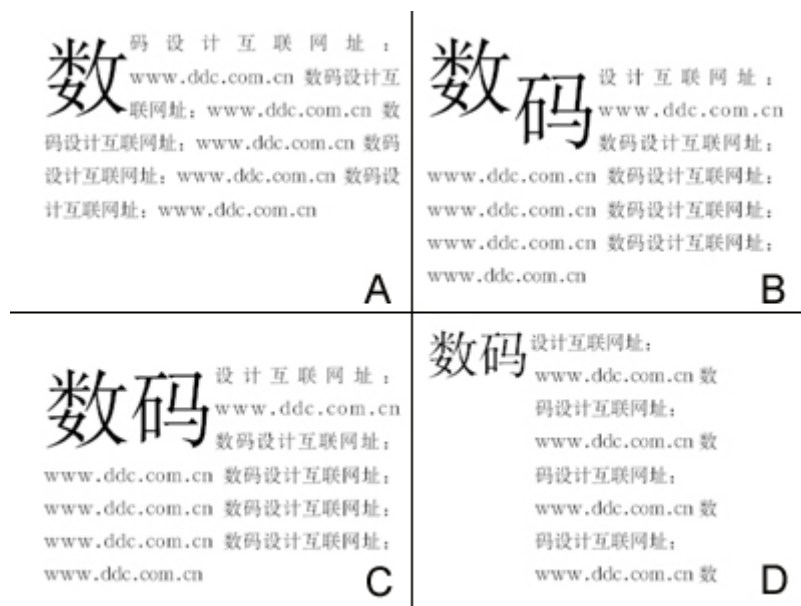 数码设计互联网址：
www.ddc.com.cn 数码设计互
联网址；www.ddc.com.cn 数
码设计互联网址；www.ddc.com.cn 数码
设计互联网址；www.ddc.com.cn 数码设
计互联网址；www.ddc.com.cn
A
数码设计互联网址：
www.ddc.com.cn
数码设计互联网址；
www.ddc.com.cn 数码设计互联网址；
www.ddc.com.cn 数码设计互联网址；
www.ddc.com.cn 数码设计互联网址；
www.ddc.com.cn
B
数码设计互联网址：
www.ddc.com.cn
数码设计互联网址；
www.ddc.com.cn 数码设计互联网址；
www.ddc.com.cn 数码设计互联网址；
www.ddc.com.cn 数码设计互联网址；
www.ddc.com.cn
C
数码设计互联网址；
www.ddc.com.cn 数
码设计互联网址；
www.ddc.com.cn 数
码设计互联网址；
www.ddc.com.cn 数
码设计互联网址；
www.ddc.com.cn 数
D